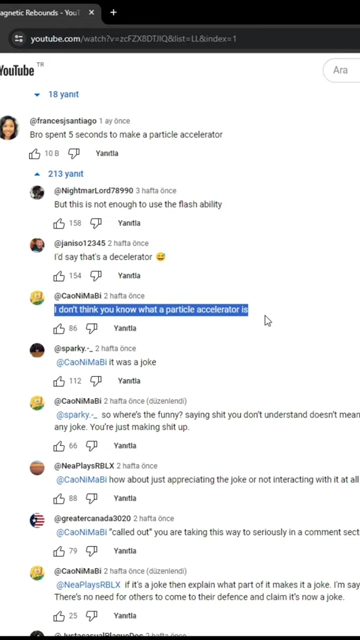 agnetic Rebounds - YouTu
youtube.com/watch?v=zcFZX8DTJIQ&list=LL&index=1
YouTube TR
Ara
18 yanıt
@francesjsantiago 1 ay önce
Bro spent 5 seconds to make a particle accelerator
10 B Yanıtla
213 yanıt
@NightmarLord78990 3 hafta önce
But this is not enough to use the flash ability
158 Yanıtla
@janiso12345 2 hafta önce
I'd say that's a decelerator 😅
154 Yanıtla
@CaoNiMaBi 2 hafta önce
I don't think you know what a particle accelerator is
86 Yanıtla
@sparky.-_ 2 hafta önce
@CaoNiMaBi it was a joke
112 Yanıtla
@CaoNiMaBi 2 hafta önce (düzenlendi)
@sparky.-_ so where's the funny? saying shit you don't understand doesn't mean
any joke. You're just making shit up.
66 Yanıtla
@NeaPlaysRBLX 2 hafta önce
@CaoNiMaBi how about just appreciating the joke or not interacting with it at all
88 Yanıtla
@greatercanada3020 2 hafta önce
@CaoNiMaBi "called out" you are taking this way to seriously in a comment sect
79 Yanıtla
@CaoNiMaBi 2 hafta önce (düzenlendi)
@NeaPlaysRBLX if it's a joke then explain what part of it makes it a joke. I'm say
There's no need for others to come to their defence and claim it's now a joke.
25 Yanıtla
@JustacasualPlagueDoc 2 hafta önce